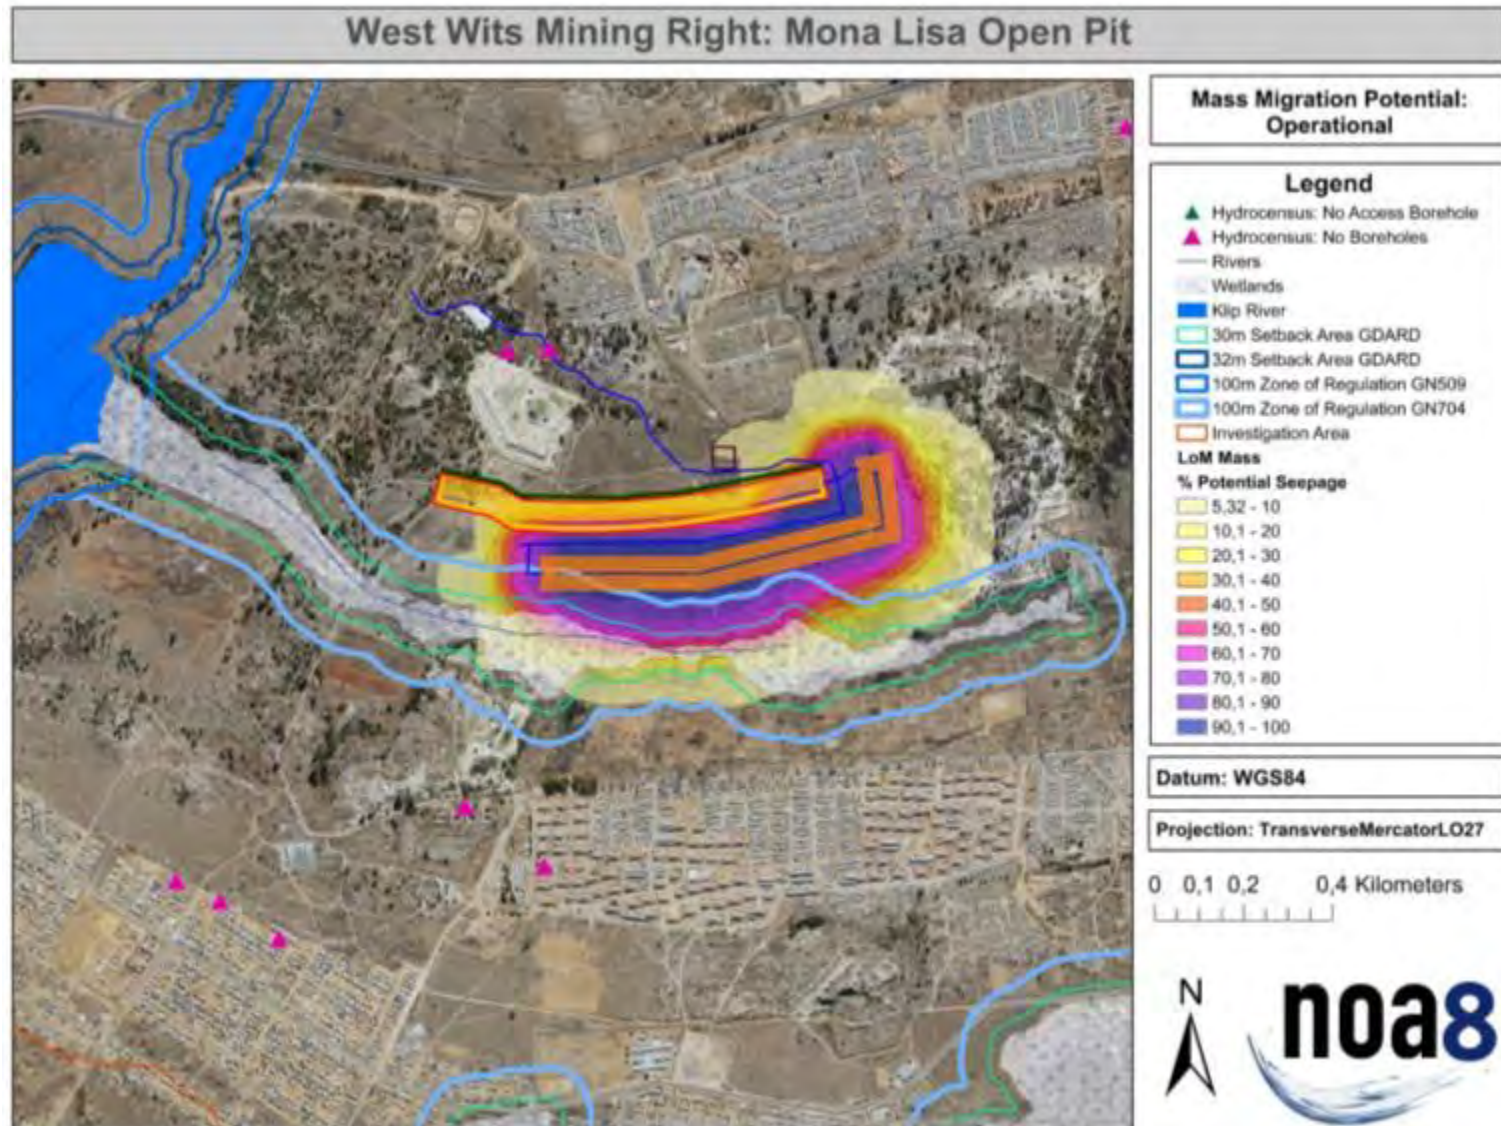 West Wits Mining Right: Mona Lisa Open Pit
Mass Migration Potential:
Operational
Legend
Hydrocensus: No Access Borehole
Hydrocensus: No Boreholes
Rivers
Wetlands
Klip River
30m Setback Area GDARD
32m Setback Area GDARD
100m Zone of Regulation GN509
100m Zone of Regulation GN704
Investigation Area
LoM Mass
% Potential Seepage
5,32 - 10
10,1 - 20
20,1 - 30
30,1 - 40
40,1 - 50
50,1 - 60
60,1 - 70
70,1 - 80
80,1 - 90
90,1 - 100
Datum: WGS84
Projection: TransverseMercatorLO27
0 0,1 0,2 0,4 Kilometers
N
noa8